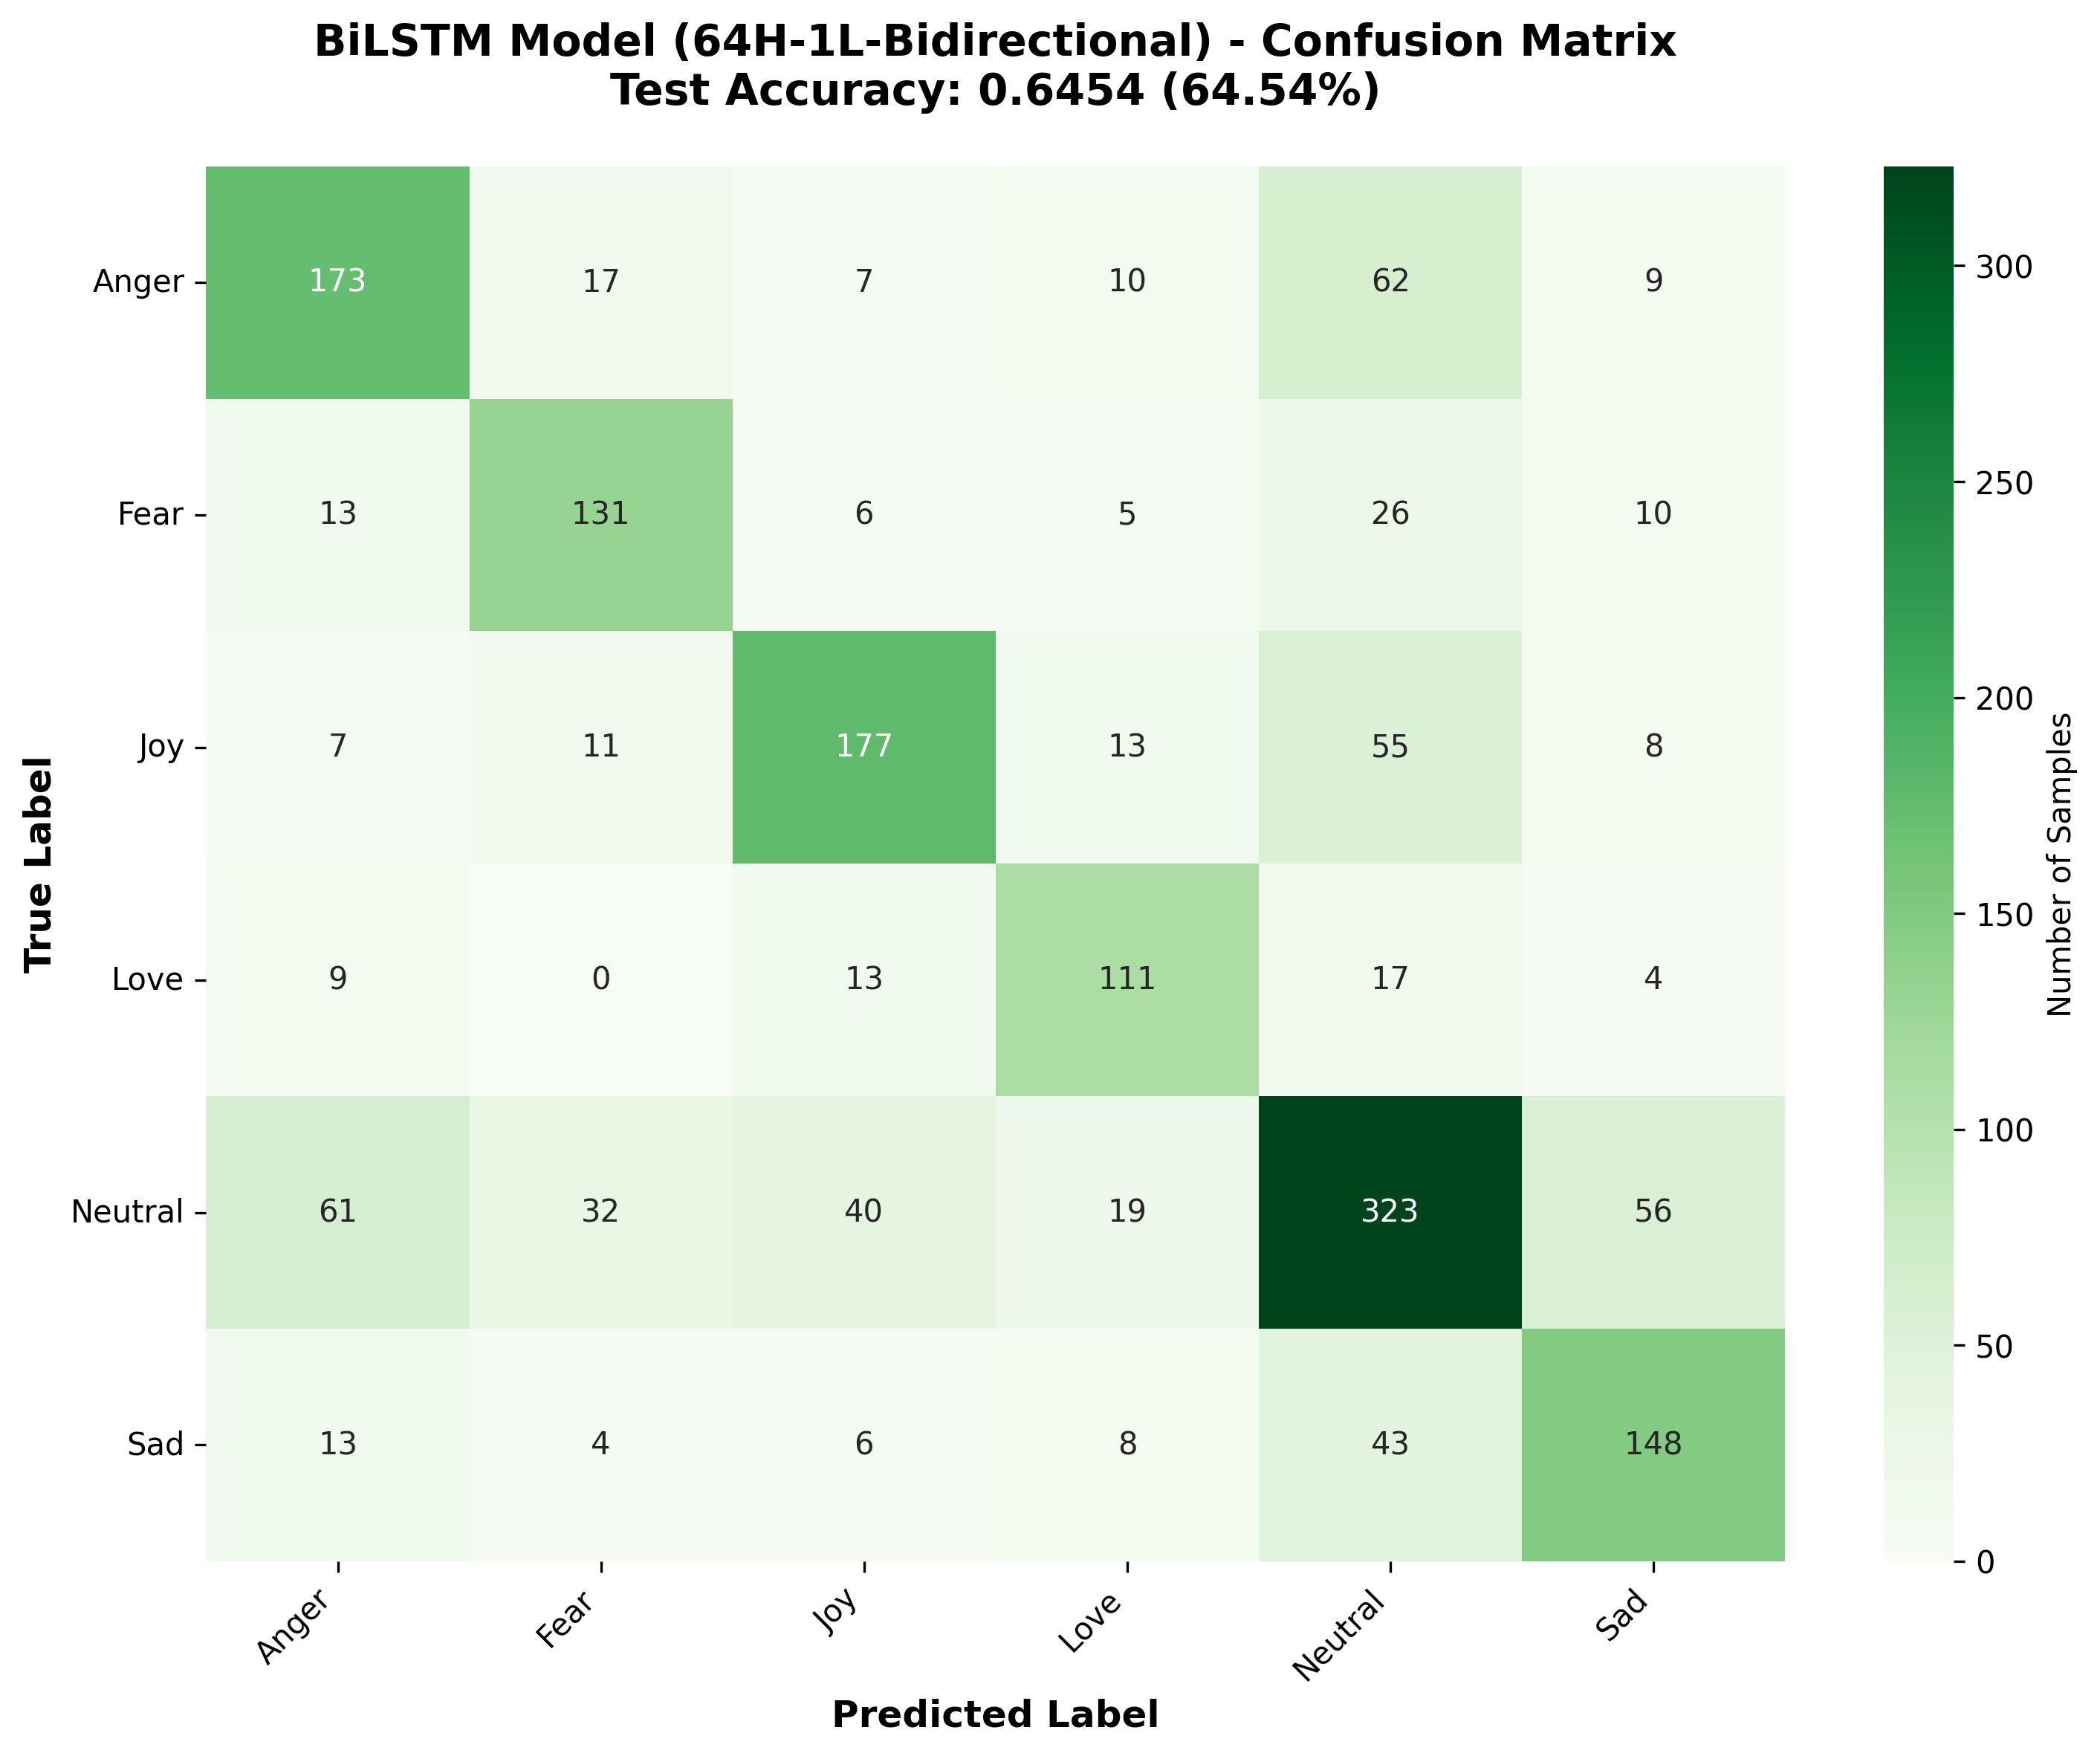 BiLSTM Model (64H-1L-Bidirectional) - Confusion Matrix
Test Accuracy: 0.6454 (64.54%)
True Label
Anger 173 17 7 10 62 9
Fear 13 131 6 5 26 10
Joy 7 11 177 13 55 8
Love 9 0 13 111 17 4
Neutral 61 32 40 19 323 56
Sad 13 4 6 8 43 148
Anger Fear Joy Love Neutral Sad
Predicted Label
300
250
200
150
100
50
0
Number of Samples